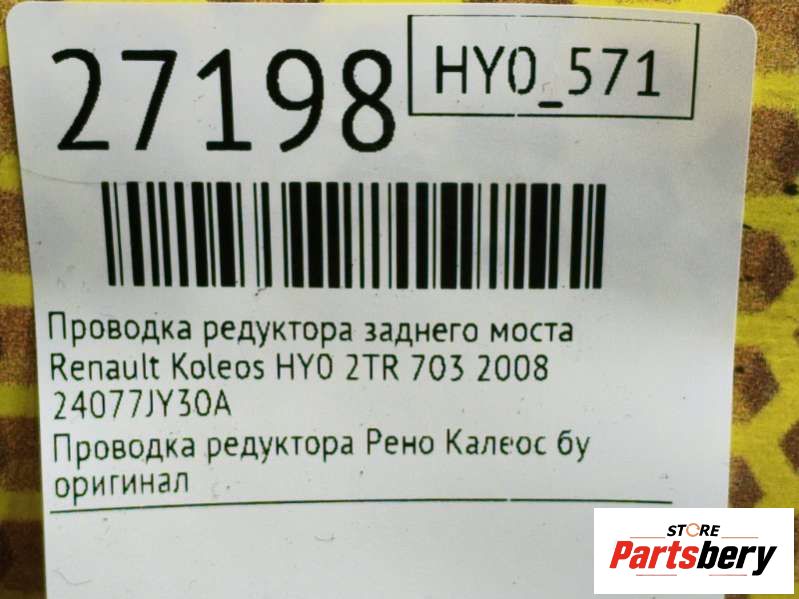 27198
HY0_571
Проводка редуктора заднего моста
Renault Koleos HY0 2TR 703 2008
24077JY30A
Проводка редуктора Рено Калеос бу
оригинал
STORE
Partsbery